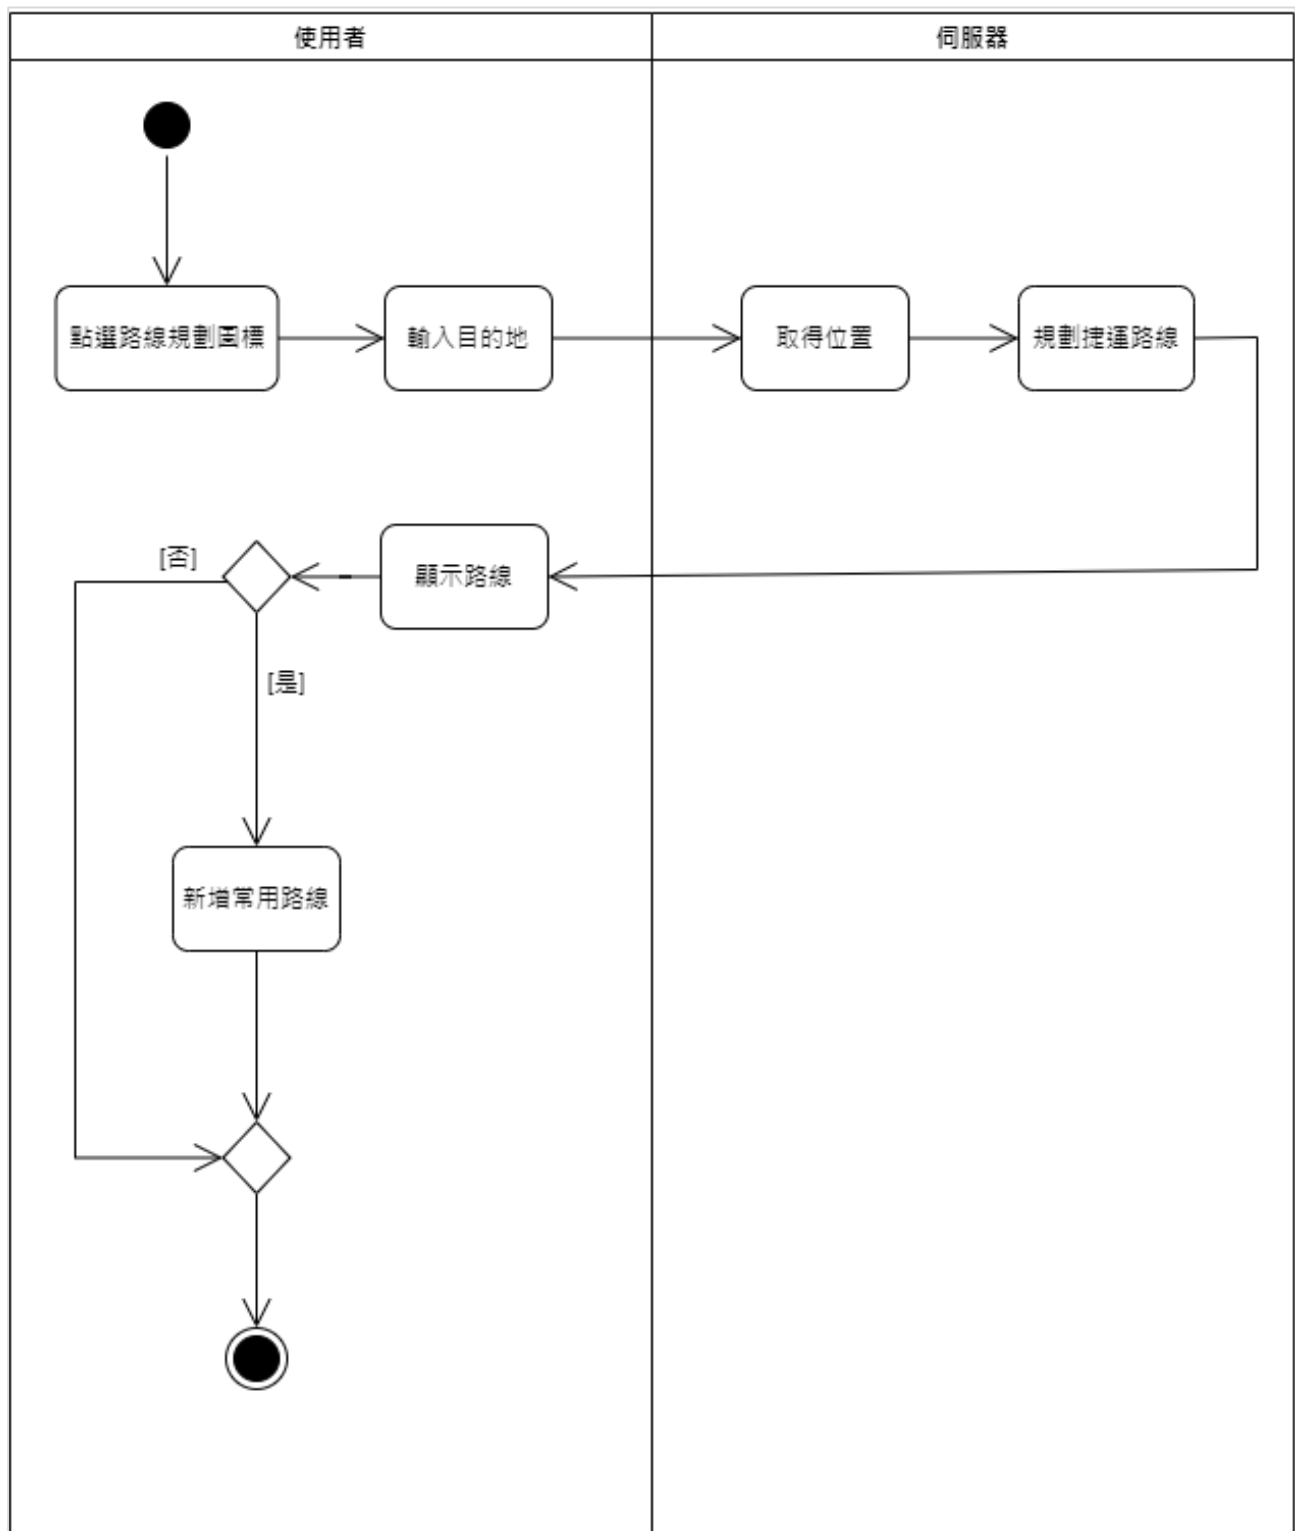 使用者
伺服器
點選路線規劃圖標
輸入目的地
取得位置
規劃捷運路線
[否]
顯示路線
[是]
新增常用路線